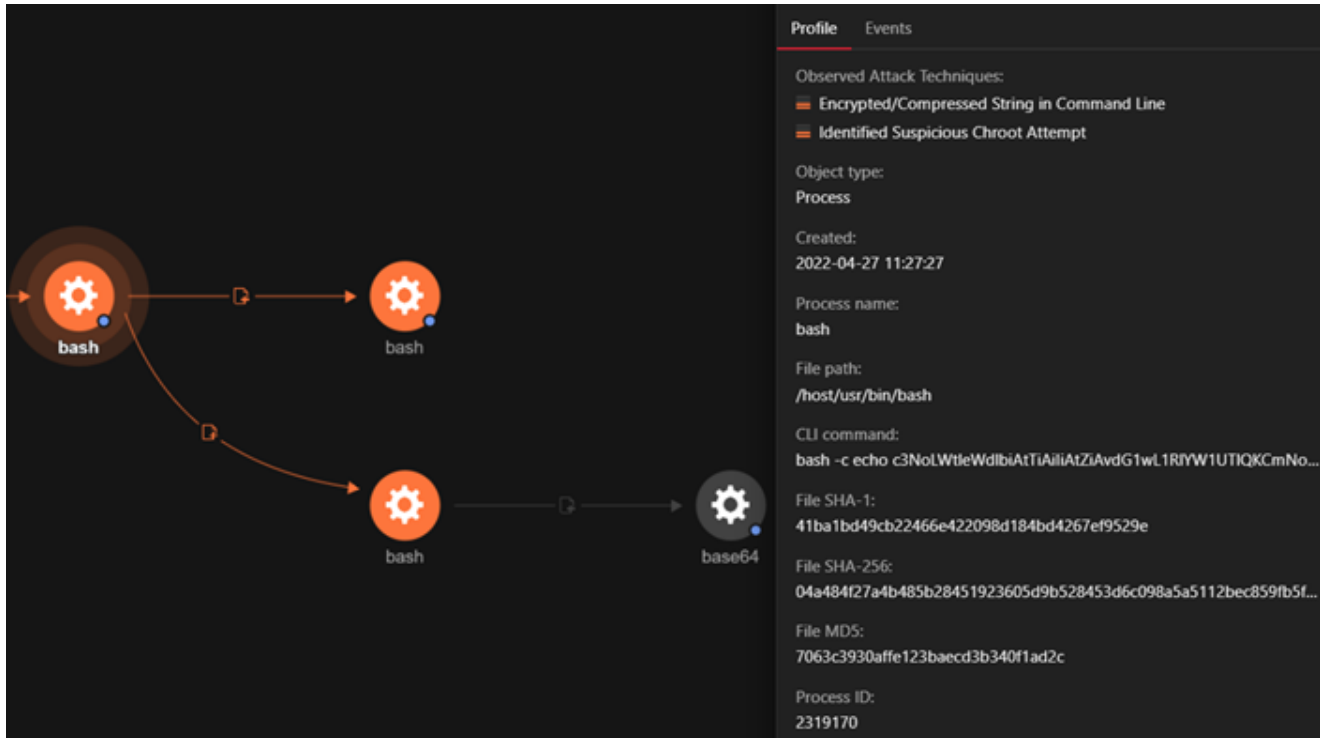 Profile Events
Observed Attack Techniques:
Encrypted/Compressed String in Command Line
Identified Suspicious Chroot Attempt
Object type:
Process
Created:
2022-04-27 11:27:27
Process name:
bash
File path:
/host/usr/bin/bash
CLI command:
bash -c echo
File SHA-1:
41ba1bd49cb22466e422098d184bd4267ef9529e
File SHA-256:
04a484f27a4b485b28451923605d9b528453d6c098a5a5112bec859fb5f...
File MD5:
7063c3930affe123baecd3b340f1ad2c
Process ID:
2319170
bash
bash
bash
base64